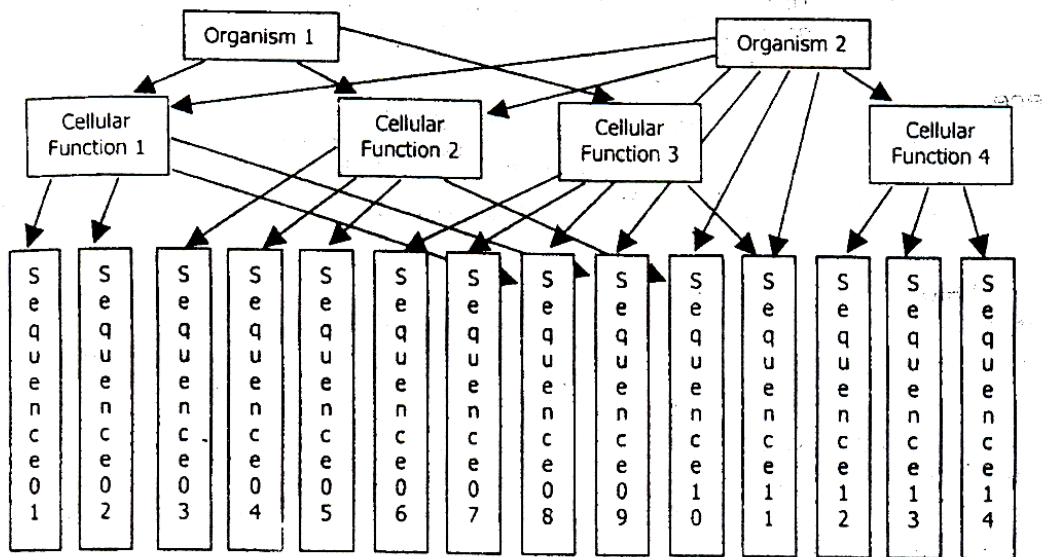 Organism 1
Organism 2
Cellular
Function 1
Cellular
Function 2
Cellular
Function 3
Cellular
Function 4
Sequence01
Sequence02
Sequence03
Sequence04
Sequence05
Sequence06
Sequence07
Sequence08
Sequence09
Sequence10
Sequence11
Sequence12
Sequence13
Sequence14